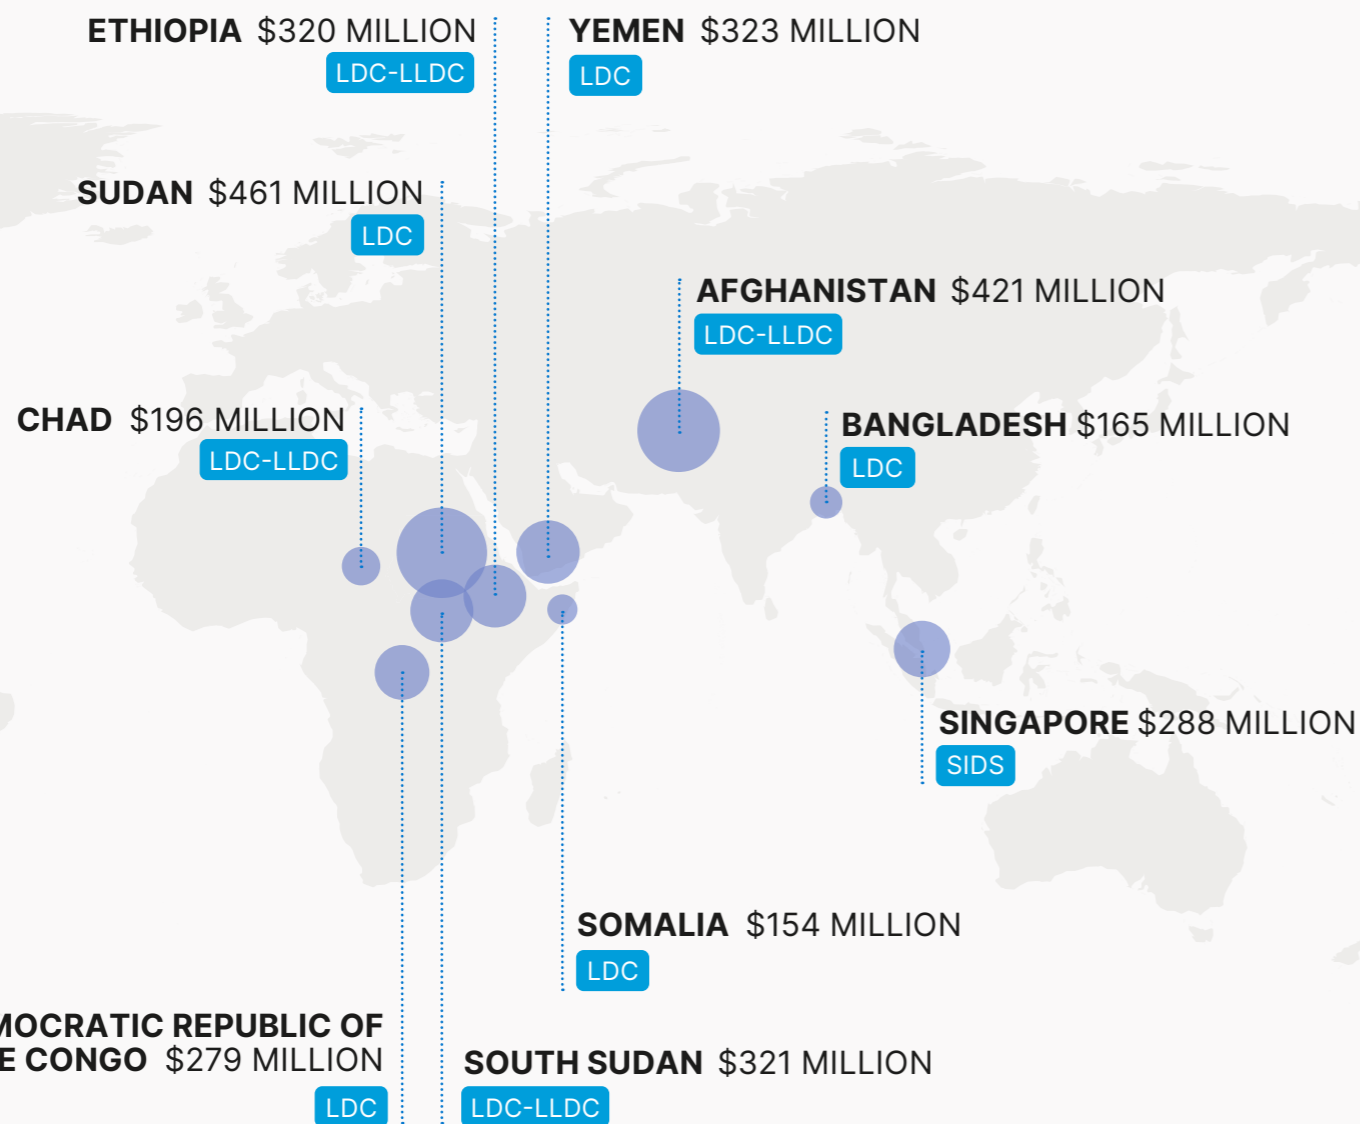 ETHIOPIA $320 MILLION
LDC-LLDC
YEMEN $323 MILLION
LDC
SUDAN $461 MILLION
LDC
AFGHANISTAN $421 MILLION
LDC-LLDC
CHAD $196 MILLION
LDC-LLDC
BANGLADESH $165 MILLION
LDC
SINGAPORE $288 MILLION
SIDS
SOMALIA $154 MILLION
LDC
MOCRATIC REPUBLIC OF
E CONGO $279 MILLION
LDC
SOUTH SUDAN $321 MILLION
LDC-LLDC